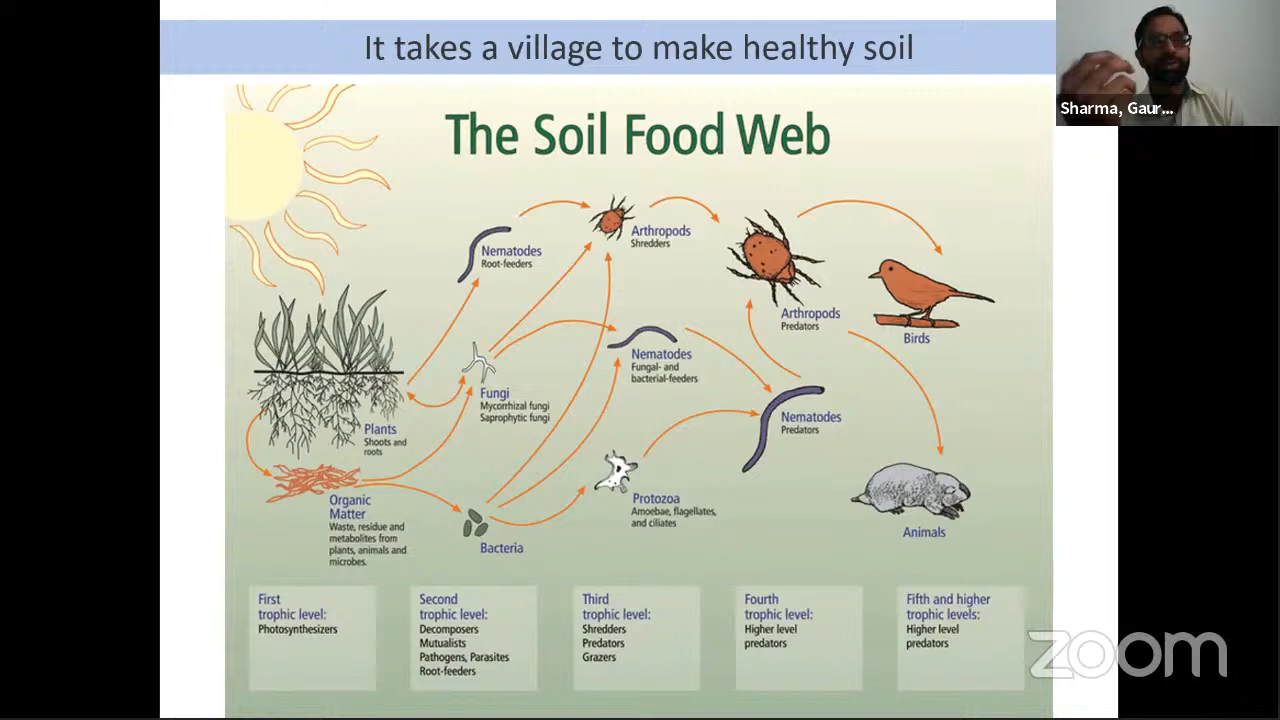 It takes a village to make healthy soil
Sharma, Gaur...
The Soil Food Web
Nematodes
Root-feeders
Arthropods
Shredders
Arthropods
Predators
Birds
Nematodes
Fungal- and
bacterial-feeders
Fungi
Mycorrhizal fungi
Saprophytic fungi
Nematodes
Predators
Plants
Shoots and
roots
Organic
Matter
Waste, residue and
metabolites from
plants, animals and
microbes.
Bacteria
Protozoa
Amoebae, flagellates,
and ciliates
Animals
First
trophic level:
Photosynthesizers
Second
trophic level:
Decomposers
Mutualists
Pathogens, Parasites
Root-feeders
Third
trophic level:
Shredders
Predators
Grazers
Fourth
trophic level:
Higher level
predators
Fifth and higher
trophic levels:
Higher level
predators
zoom